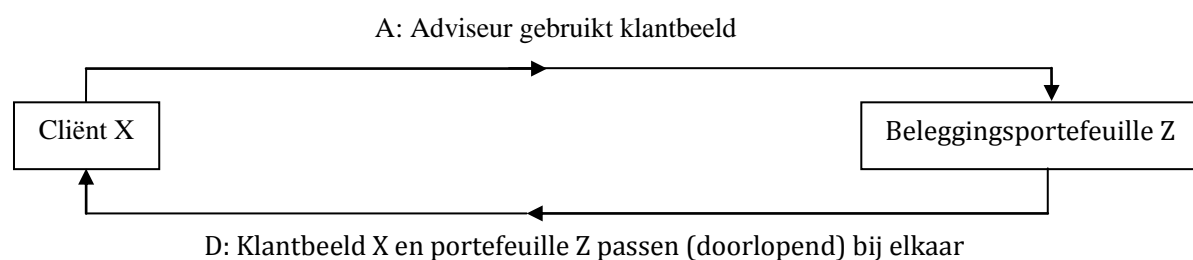 A: Adviseur gebruikt klantbeeld
Cliënt X
Beleggingsportefeuille Z
D: Klantbeeld X en portefeuille Z passen (doorlopend) bij elkaar